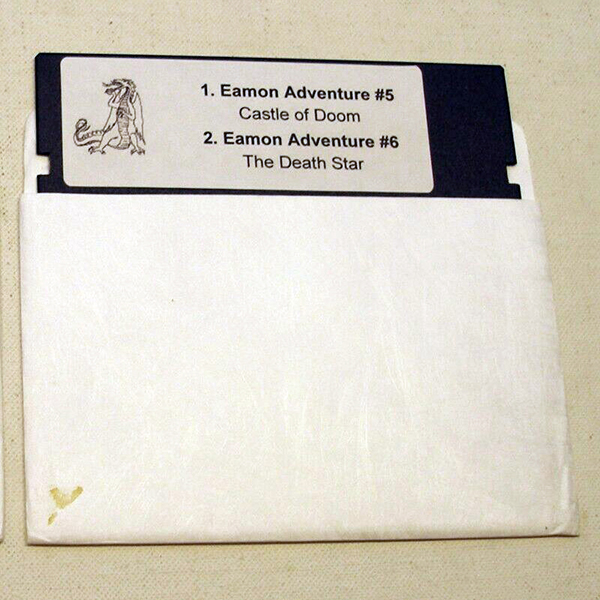 1. Eamon Adventure #5
Castle of Doom
2. Eamon Adventure #6
The Death Star